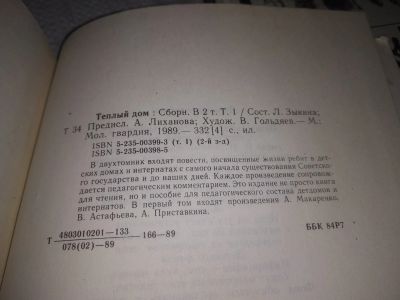 Теплый дом : Сборн. В 2 т. Т. 1 / Сост. Л. Зыкина;
Т 34 Предисл. А. Лиханова; Худож. В. Гольдяев.— М.:
Мол. гвардия, 1989.— 332[4] с., ил.
ISBN 5-235-00399-3 (т. 1) (2-й з-д)
ISBN 5-235-00398-5
В двухтомник входят повести, посвященные жизни ребят в дет-
ских домах и интернатах с самого начала существования Советско-
го государства и до наших дней. Каждое произведение сопровож-
дается педагогическим комментарием. Это издание не просто книга
для чтения, но и пособие для педагогического состава детдомов и
интернатов. В первый том входят произведения А. Макаренко,
В. Астафьева, А. Приставкина.
Т 4803010201—133
078(02)—89 166—89
ББК 84Р7